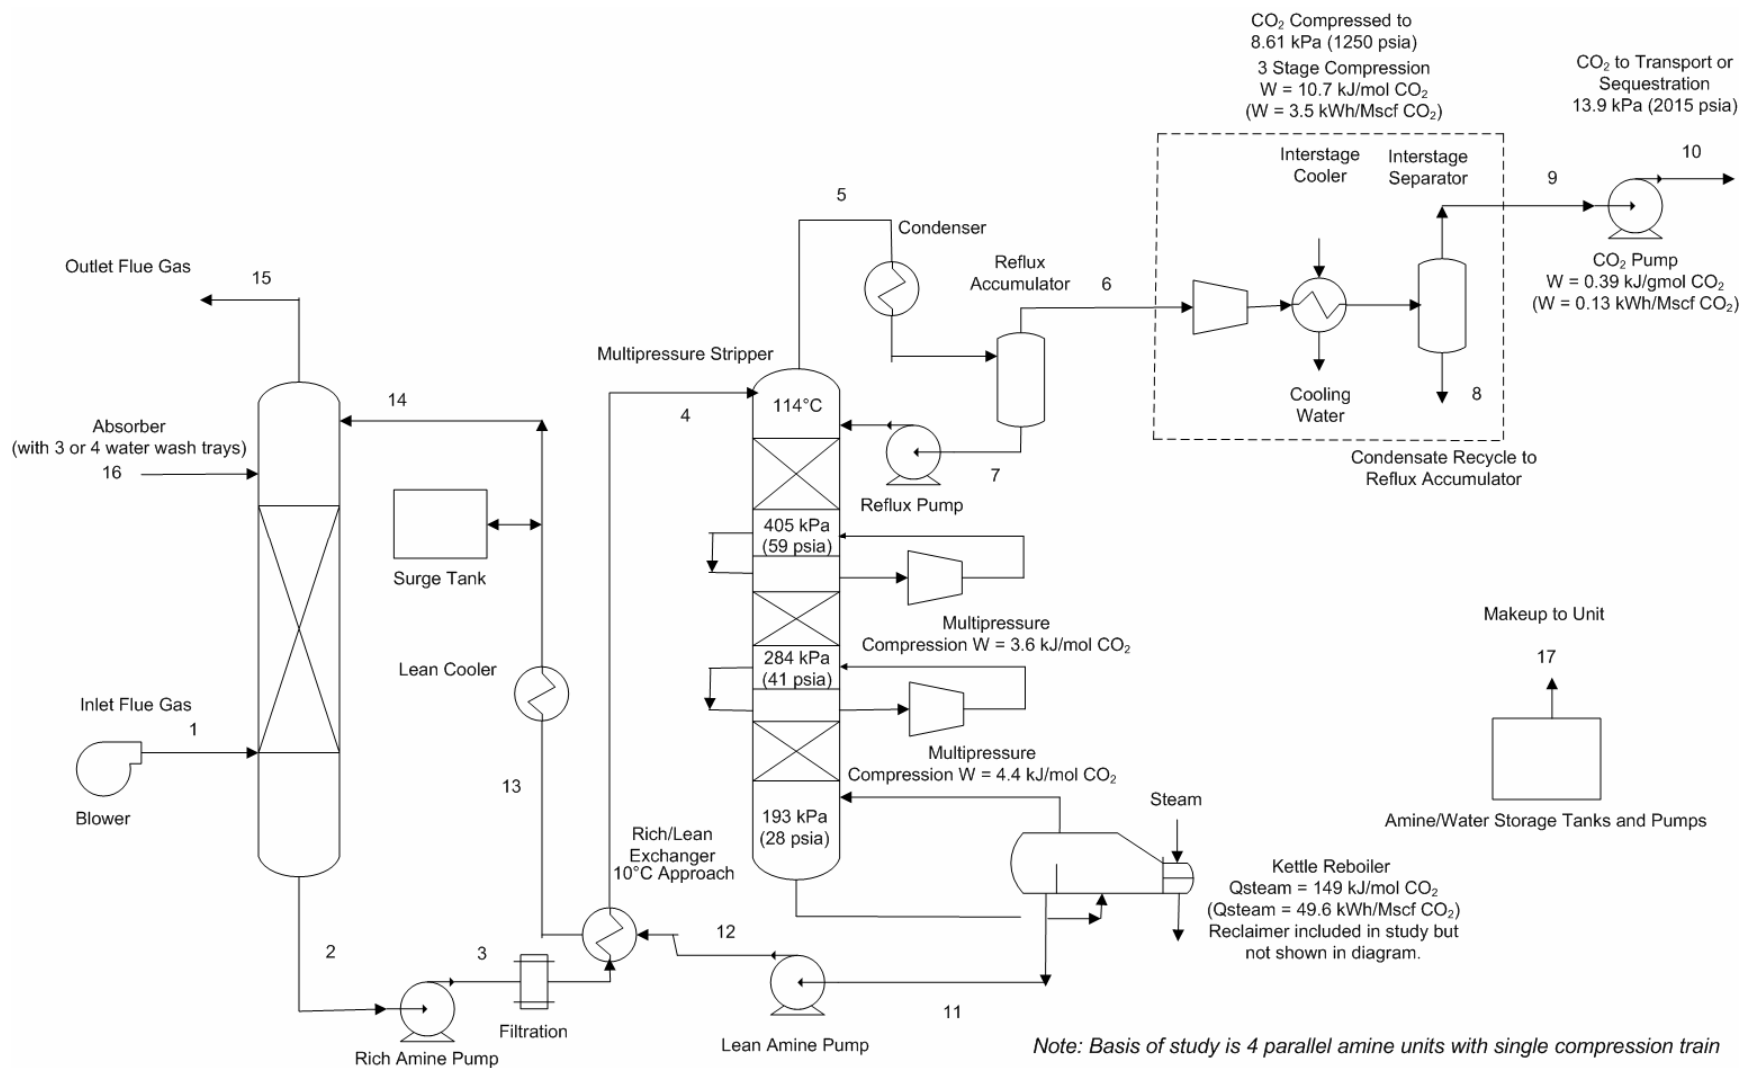 CO₂ Compressed to
8.61 kPa (1250 psia)
3 Stage Compression
W = 10.7 kJ/mol CO₂
(W = 3.5 kWh/Mscf CO₂)
CO₂ to Transport or
Sequestration
13.9 kPa (2015 psia)
10
Interstage
Cooler
Interstage
Separator
9
5
Condenser
CO₂ Pump
W = 0.39 kJ/gmol CO₂
(W = 0.13 kWh/Mscf CO₂)
Reflux
Accumulator
6
Outlet Flue Gas
15
Multipressure Stripper
Cooling
Water
8
Condensate Recycle to
Reflux Accumulator
14
4
114°C
Absorber
(with 3 or 4 water wash trays)
16
7
Reflux Pump
405 kPa
(59 psia)
Surge Tank
Multipressure
Compression W = 3.6 kJ/mol CO₂
Makeup to Unit
17
284 kPa
(41 psia)
Lean Cooler
Inlet Flue Gas
1
Multipressure
Compression W = 4.4 kJ/mol CO₂
13
Blower
193 kPa
(28 psia)
Steam
Amine/Water Storage Tanks and Pumps
Rich/Lean
Exchanger
10°C Approach
Kettle Reboiler
Qsteam = 149 kJ/mol CO₂
(Qsteam = 49.6 kWh/Mscf CO₂)
Reclaimer included in study but
not shown in diagram.
12
2
3
11
Filtration
Rich Amine Pump
Lean Amine Pump
Note: Basis of study is 4 parallel amine units with single compression train